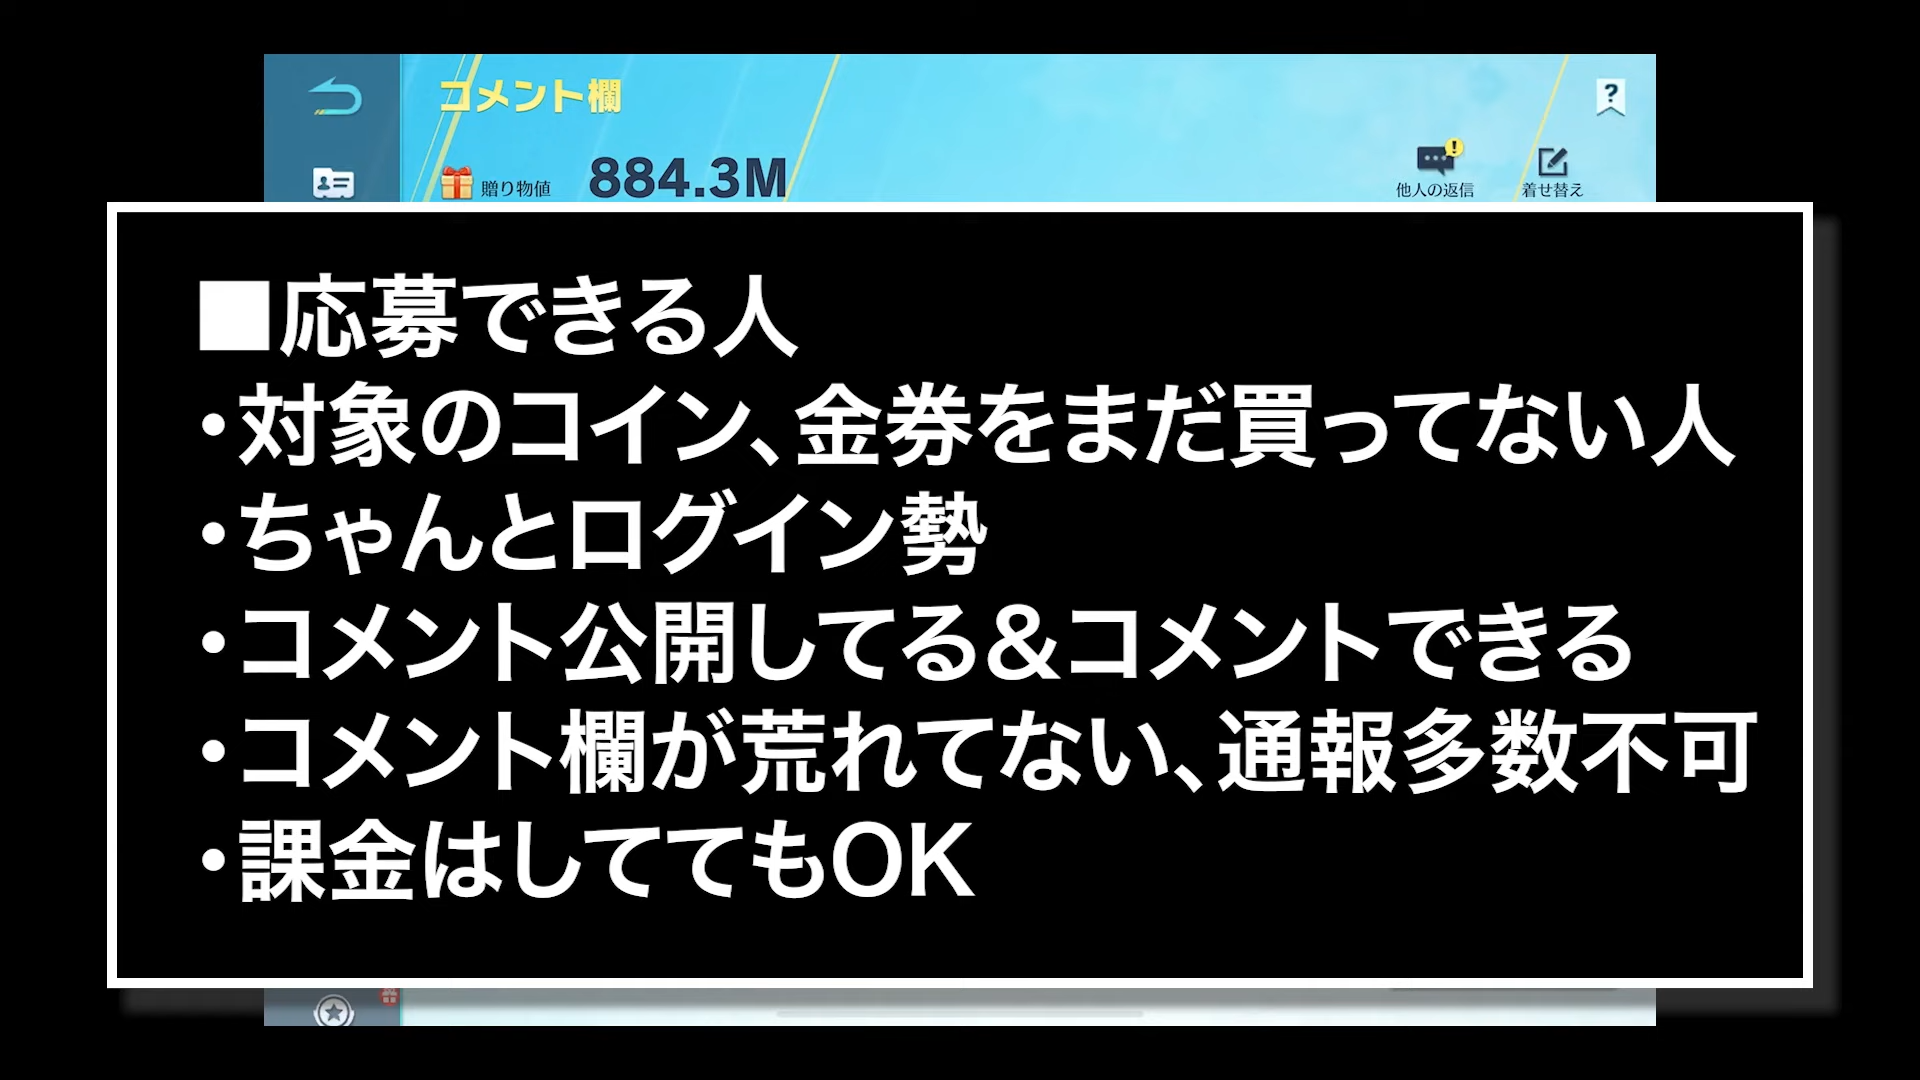 コメント欄
?
贈り物値 884.3M
他人の返信 着せ替え
■応募できる人
・対象のコイン、金券をまだ買ってない人
・ちゃんとログイン勢
・コメント公開してる&コメントできる
・コメント欄が荒れてない、通報多数不可
・課金はしててもOK